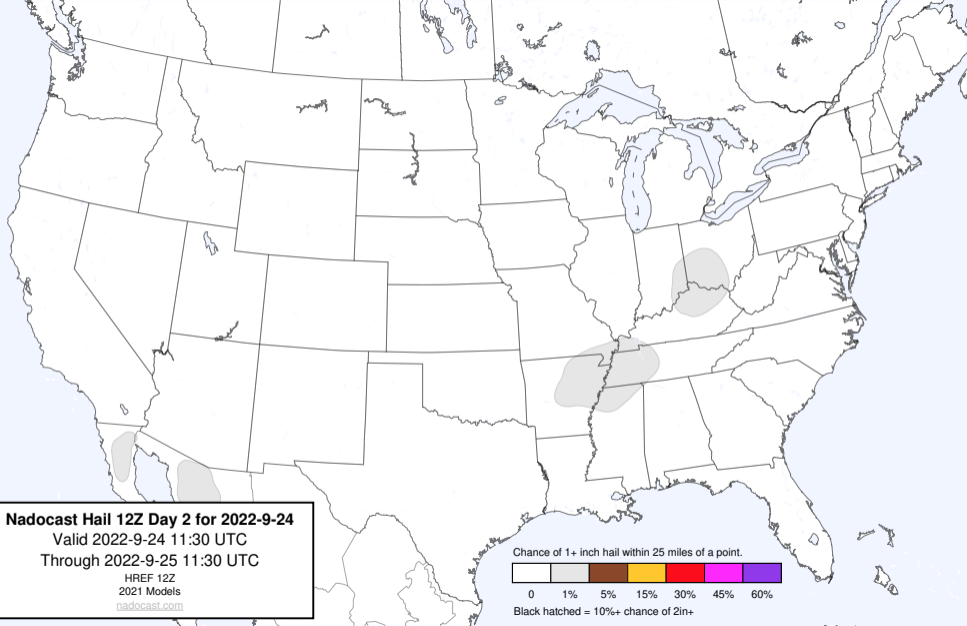 Nadocast Hail 12Z Day 2 for 2022-9-24
Valid 2022-9-24 11:30 UTC
Through 2022-9-25 11:30 UTC
HREF 12Z
2021 Models
nadocast.com
Chance of 1+ inch hail within 25 miles of a point.
0 1% 5% 15% 30% 45% 60%
Black hatched = 10%+ chance of 2in+